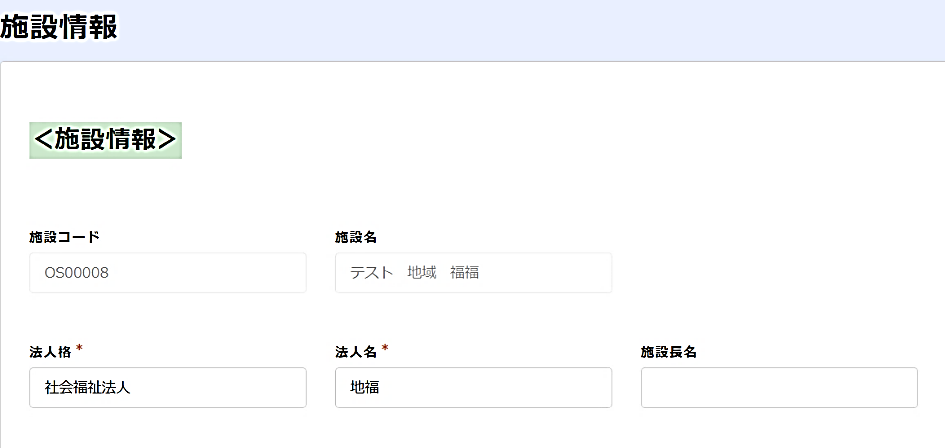 施設情報
＜施設情報＞
施設コード 施設名
OS00008 テスト　地域　福福
法人格 * 法人名 * 施設長名
社会福祉法人 地福